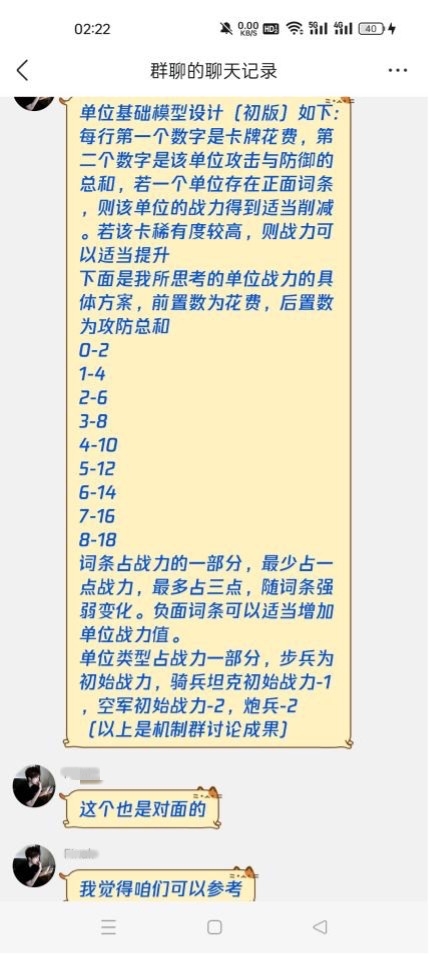 02:22
0.00
KB/S
HD
5G
4G
40
群聊的聊天记录
单位基础模型设计（初版）如下：
每行第一个数字是卡牌花费，第
二个数字是该单位攻击与防御的
总和，若一个单位存在正面词条
，则该单位的战力得到适当削减
。若该卡稀有度较高，则战力可
以适当提升
下面是我所思考的单位战力的具
体方案，前置数为花费，后置数
为攻防总和
0-2
1-4
2-6
3-8
4-10
5-12
6-14
7-16
8-18
词条占战力的一部分，最少占一
点战力，最多占三点，随词条强
弱变化。负面词条可以适当增加
单位战力值。
单位类型占战力一部分，步兵为
初始战力，骑兵坦克初始战力-1
，空军初始战力-2，炮兵-2
（以上是机制群讨论成果）
这个也是对面的
我觉得咱们可以参考